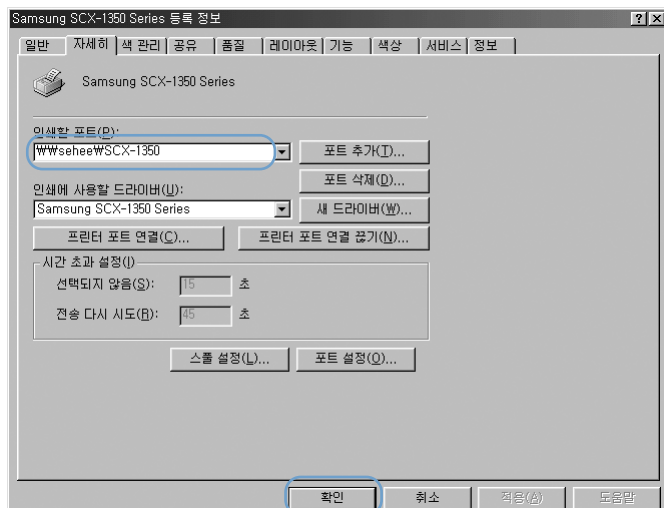 Samsung SCX-1350 Series 등록 정보
일반 자세히 색 관리 공유 품질 레이아웃 기능 색상 서비스 정보
Samsung SCX-1350 Series
인쇄할 포트(P):
₩₩sehee₩SCX-1350
포트 추가(T)...
포트 삭제(D)...
인쇄에 사용할 드라이버(U):
Samsung SCX-1350 Series
새 드라이버(W)...
프린터 포트 연결(C)... 프린터 포트 연결 끊기(N)...
시간 초과 설정(I)
선택되지 않음(S): 15 초
전송 다시 시도(R): 45 초
스풀 설정(L)... 포트 설정(O)...
확인 취소 적용(A) 도움말